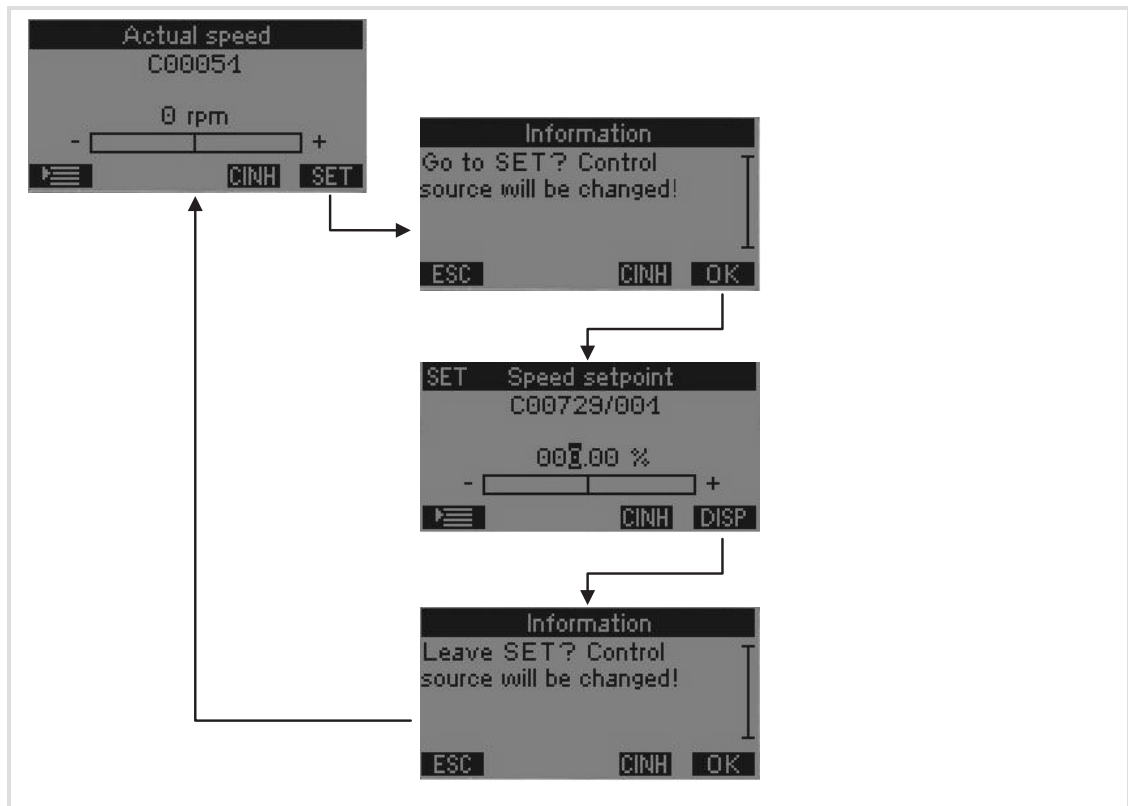 Actual speed
C00051
0 rpm
- +
CINH SET
Information
Go to SET? Control
source will be changed!
ESC CINH OK
SET Speed setpoint
C00729/001
000.00 %
- +
CINH DISP
Information
Leave SET? Control
source will be changed!
ESC CINH OK